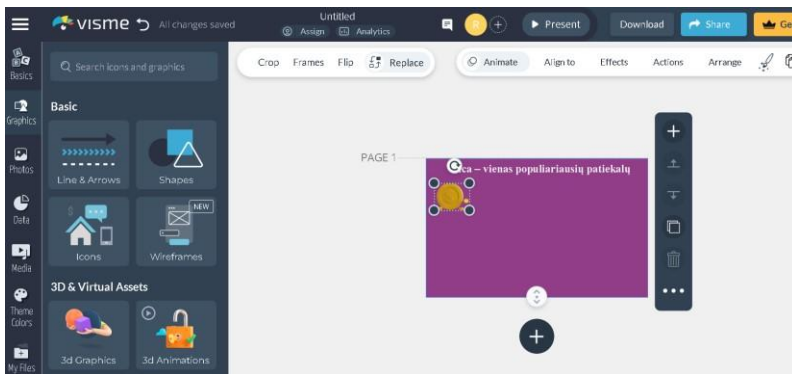 visme
All changes saved
Untitled
Assign
Analytics
R
Present
Download
Share
Ge
Basics
Graphics
Photos
Data
Media
Theme
Colors
My Files
Search icons and graphics
Basic
Line & Arrows
Shapes
Icons
NEW
Wireframes
3D & Virtual Assets
3d Graphics
3d Animations
Crop
Frames
Flip
Replace
Animate
Align to
Effects
Actions
Arrange
PAGE 1
ca – vienas populiariausių patiekalų